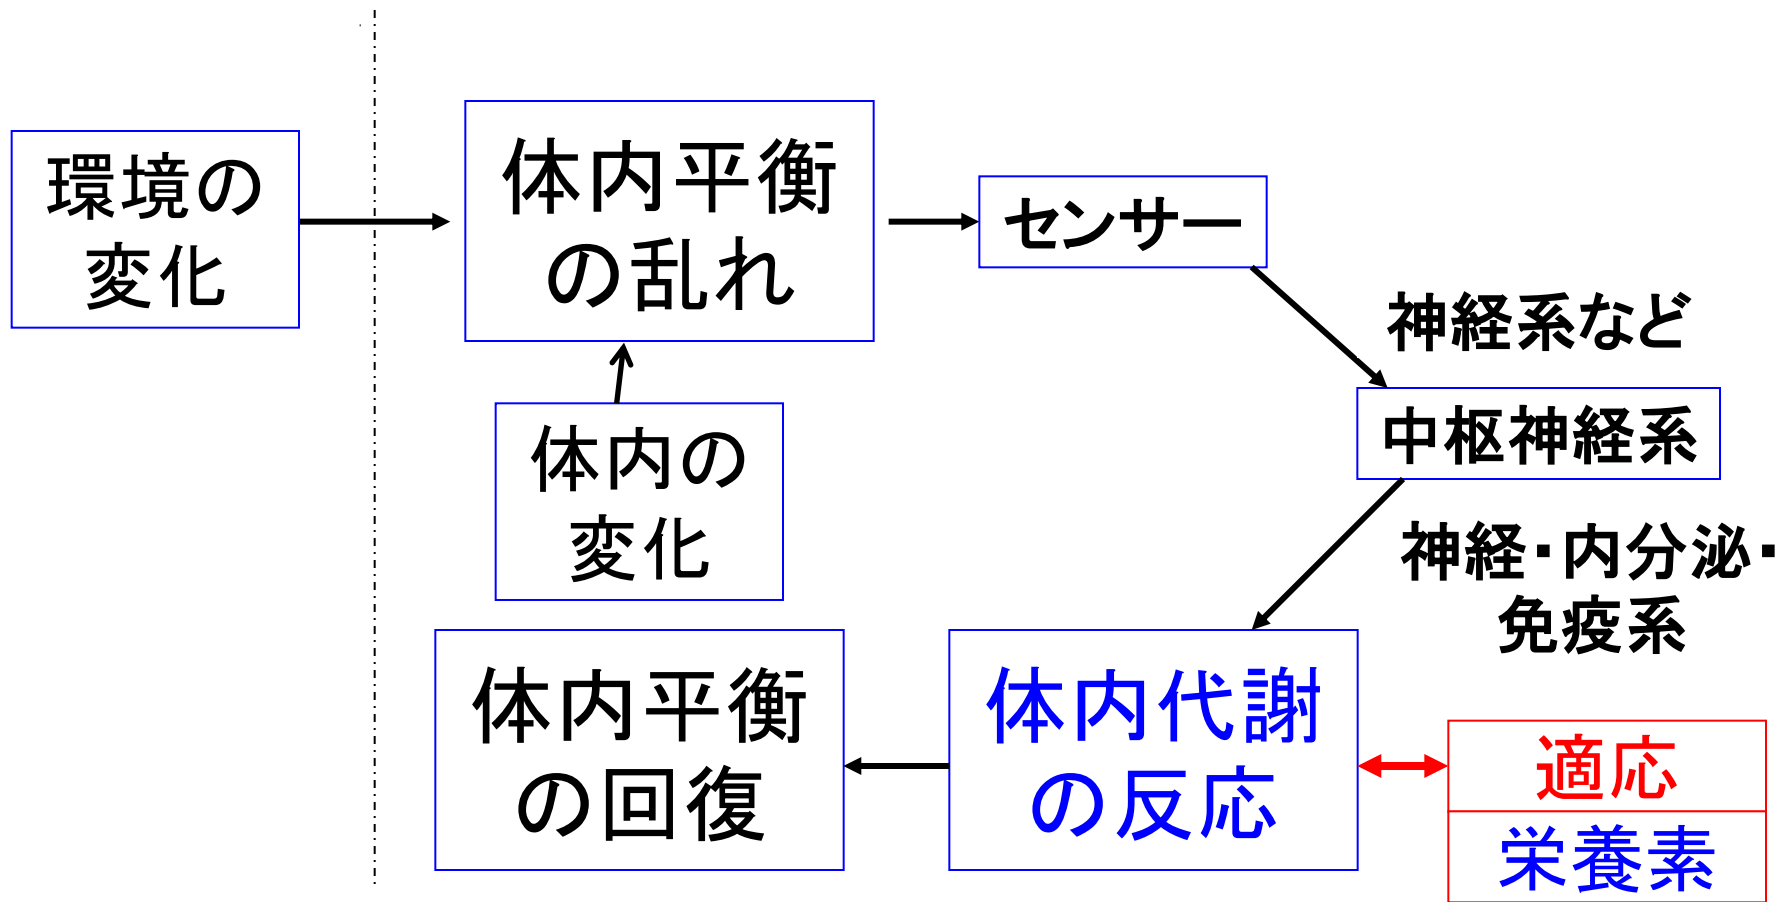 環境の
変化
体内平衡
の乱れ
センサー
神経系など
中枢神経系
体内の
変化
神経・内分泌・
免疫系
体内平衡
の回復
体内代謝
の反応
適応
栄養素